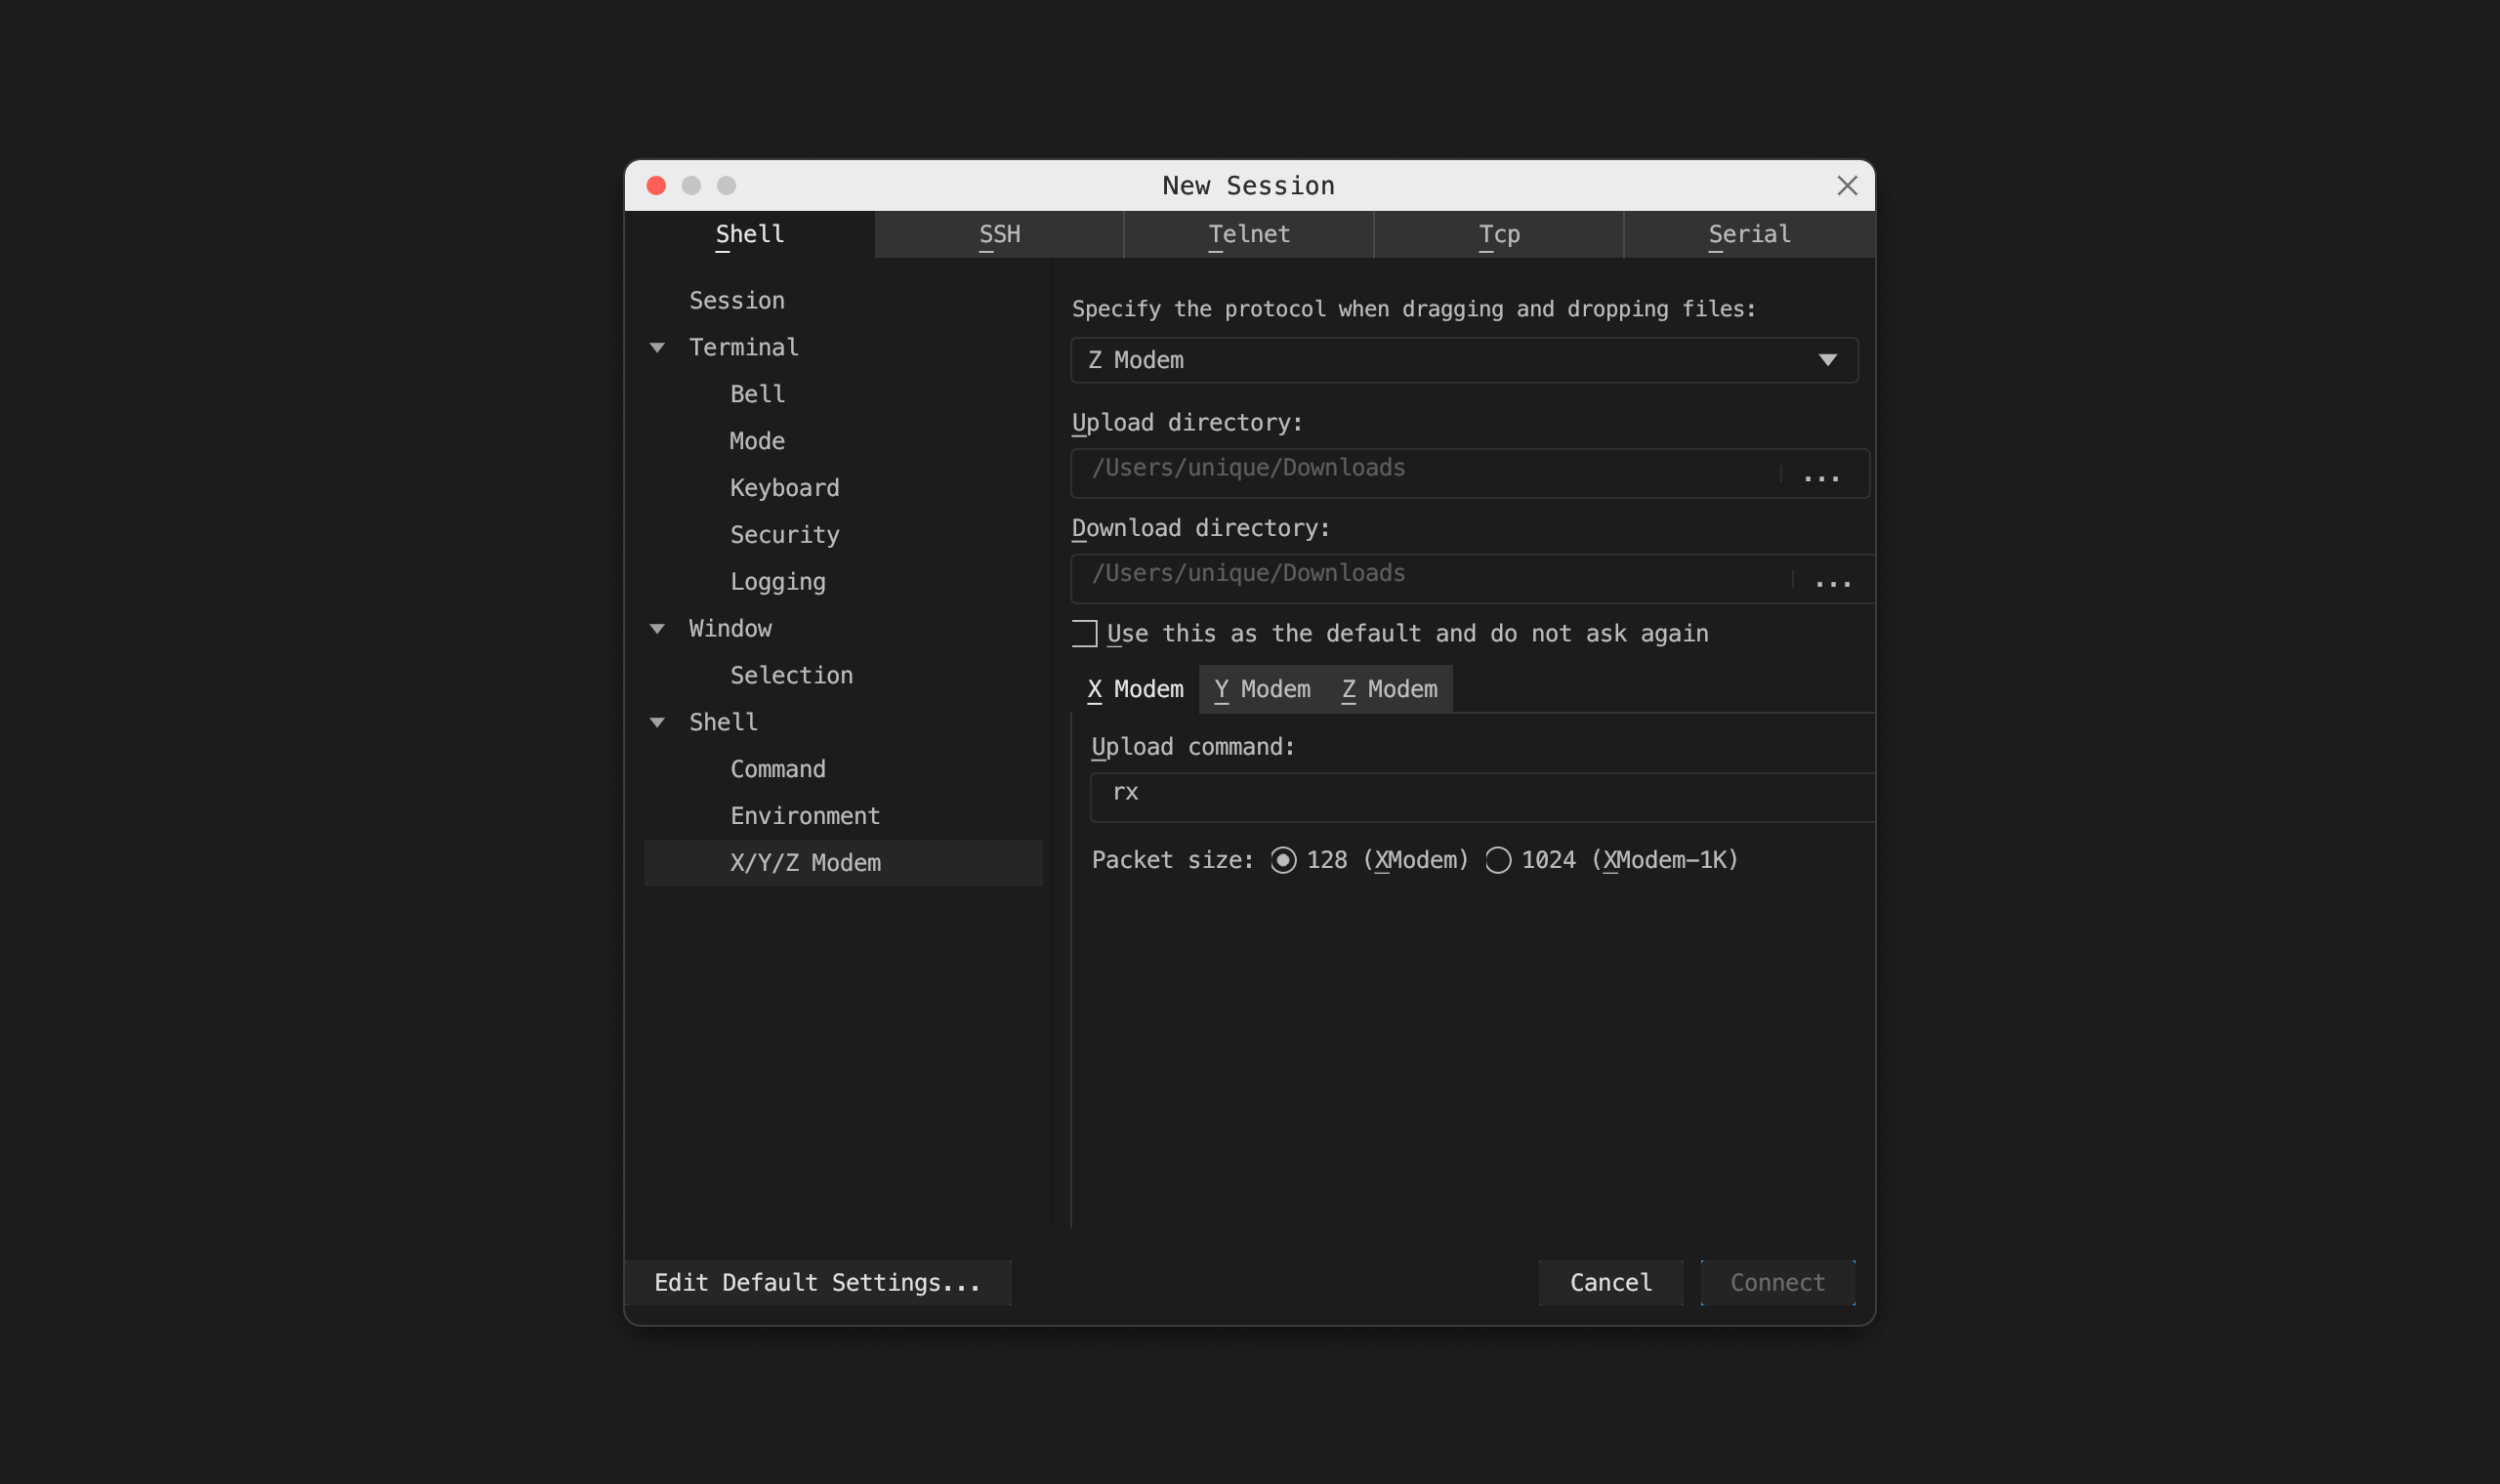 New Session
Shell SSH Telnet Tcp Serial
Session
Terminal
Bell
Mode
Keyboard
Security
Logging
Window
Selection
Shell
Command
Environment
X/Y/Z Modem
Specify the protocol when dragging and dropping files:
Z Modem
Upload directory:
/Users/unique/Downloads ...
Download directory:
/Users/unique/Downloads ...
Use this as the default and do not ask again
X Modem Y Modem Z Modem
Upload command:
rx
Packet size: 128 (XModem) 1024 (XModem-1K)
Edit Default Settings... Cancel Connect